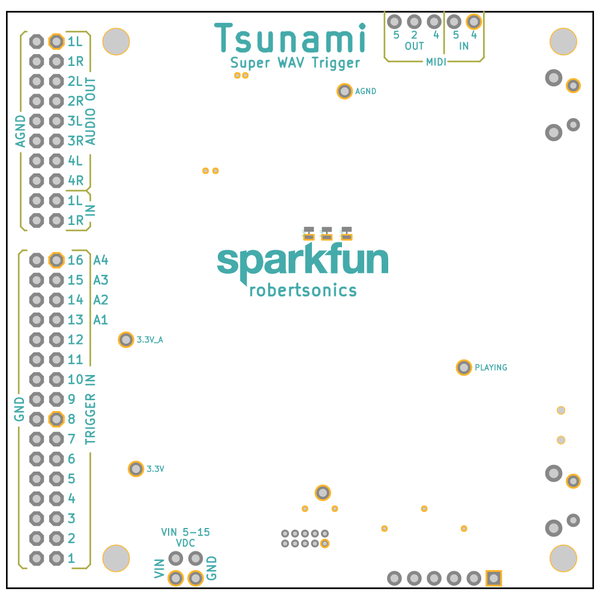 Tsunami
Super WAV Trigger
5 2 4 5 4
OUT IN
MIDI
AGND
AUDIO OUT
1L
1R
2L
2R
3L
3R
4L
4R
IN
1L
1R
AGND
sparkfun
robertsonics
GND
TRIGGER IN
16 A4
15 A3
14 A2
13 A1
12
11
10
9
8
7
6
5
4
3
2
1
3.3V_A
PLAYING
3.3V
VIN 5-15
VDC
VIN
GND